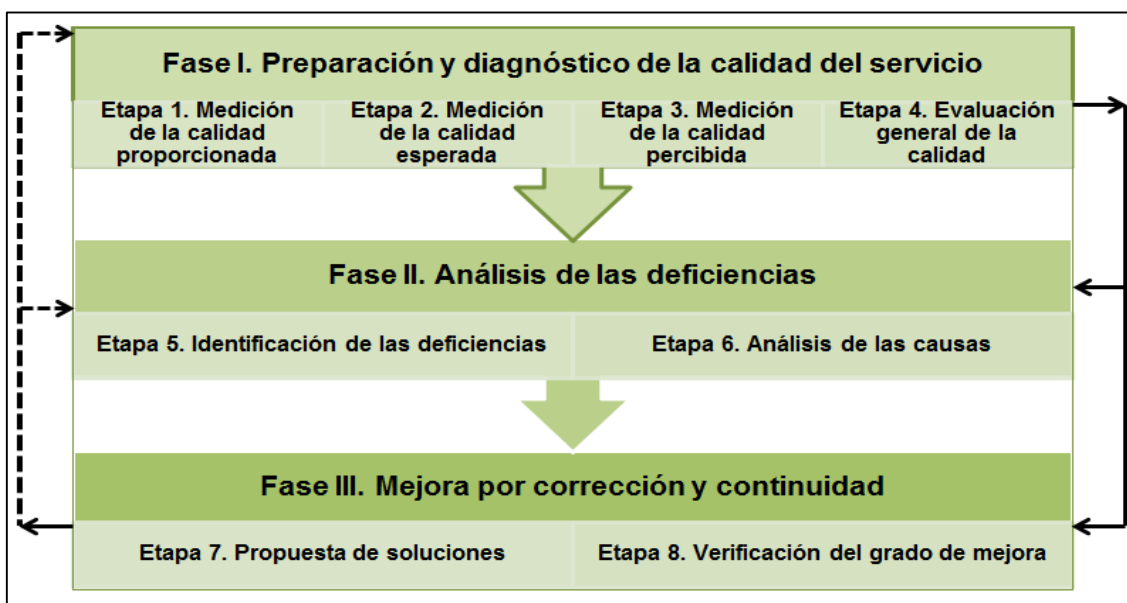 Fase I. Preparación y diagnóstico de la calidad del servicio
Etapa 1. Medición
de la calidad
proporcionada
Etapa 2. Medición
de la calidad
esperada
Etapa 3. Medición
de la calidad
percibida
Etapa 4. Evaluación
general de la
calidad
Fase II. Análisis de las deficiencias
Etapa 5. Identificación de las deficiencias
Etapa 6. Análisis de las causas
Fase III. Mejora por corrección y continuidad
Etapa 7. Propuesta de soluciones
Etapa 8. Verificación del grado de mejora